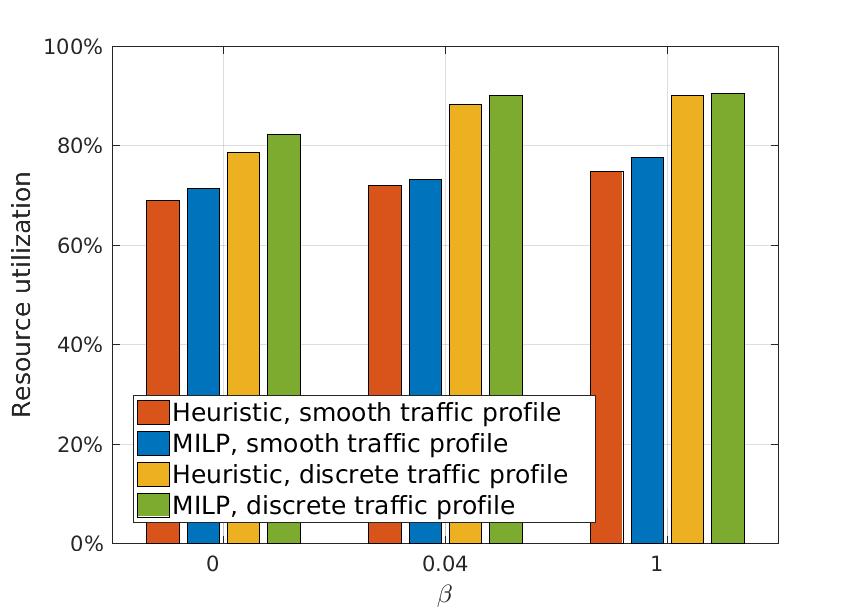 100%
80%
60%
40%
20%
0%
Resource utilization
Heuristic, smooth traffic profile
MILP, smooth traffic profile
Heuristic, discrete traffic profile
MILP, discrete traffic profile
0 0.04 1
β